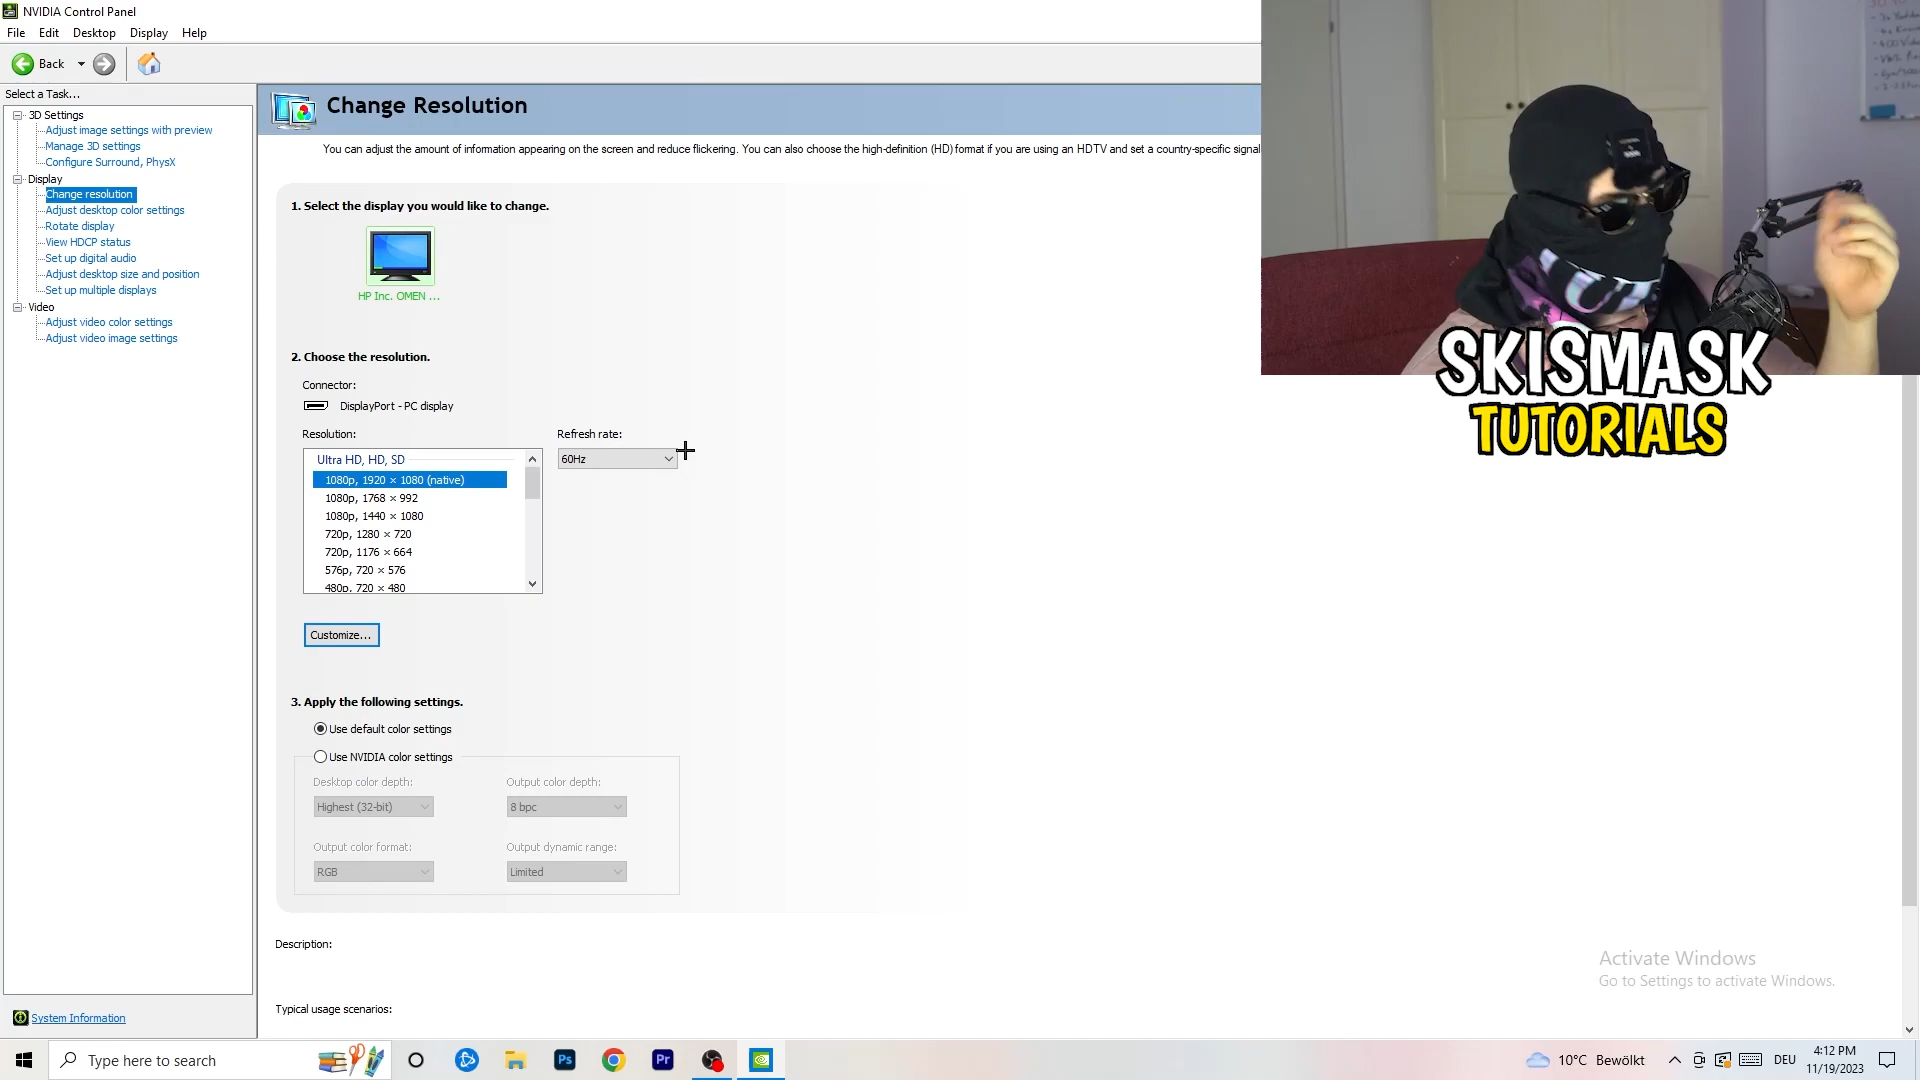 NVIDIA Control Panel
File Edit Desktop Display Help
Back
Select a Task...
3D Settings
Adjust image settings with preview
Manage 3D settings
Configure Surround, PhysX
Display
Change resolution
Adjust desktop color settings
Rotate display
View HDCP status
Set up digital audio
Adjust desktop size and position
Set up multiple displays
Video
Adjust video color settings
Adjust video image settings
System Information
Change Resolution
You can adjust the amount of information appearing on the screen and reduce flickering. You can also choose the high-definition (HD) format if you are using an HDTV and set a country-specific signal
1. Select the display you would like to change.
HP Inc. OMEN ...
2. Choose the resolution.
Connector:
DisplayPort - PC display
Resolution:
Refresh rate:
Ultra HD, HD, SD
60Hz
1080p, 1920 × 1080 (native)
1080p, 1768 × 992
1080p, 1440 × 1080
720p, 1280 × 720
720p, 1176 × 664
576p, 720 × 576
480p, 720 × 480
Customize...
3. Apply the following settings.
Use default color settings
Use NVIDIA color settings
Desktop color depth:
Output color depth:
Highest (32-bit)
8 bpc
Output color format:
Output dynamic range:
RGB
Limited
Description:
Typical usage scenarios:
SKISMASK
TUTORIALS
Activate Windows
Go to Settings to activate Windows.
Type here to search
Ps
Pr
10°C Bewölkt
DEU
4:12 PM
11/19/2023